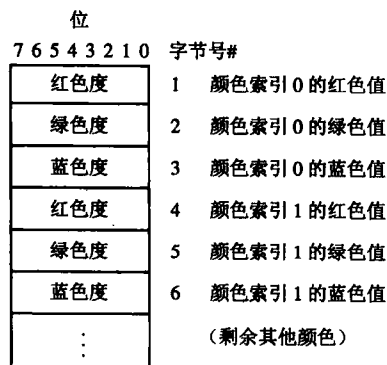 位
7 6 5 4 3 2 1 0 字节号#
红色度 1 颜色索引 0 的红色值
绿色度 2 颜色索引 0 的绿色值
蓝色度 3 颜色索引 0 的蓝色值
红色度 4 颜色索引 1 的红色值
绿色度 5 颜色索引 1 的绿色值
蓝色度 6 颜色索引 1 的蓝色值
⋮ （剩余其他颜色）